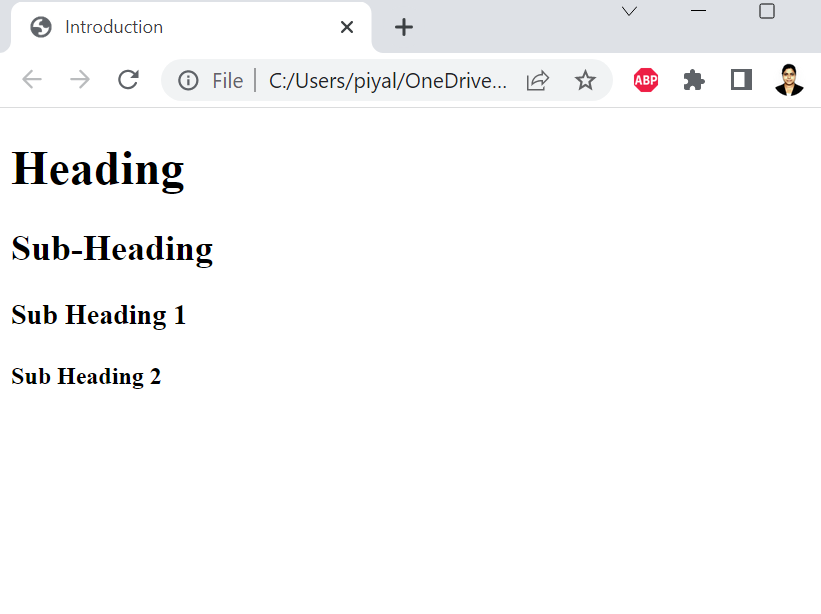 Introduction
File C:/Users/piyal/OneDrive... ABP
Heading
Sub-Heading
Sub Heading 1
Sub Heading 2